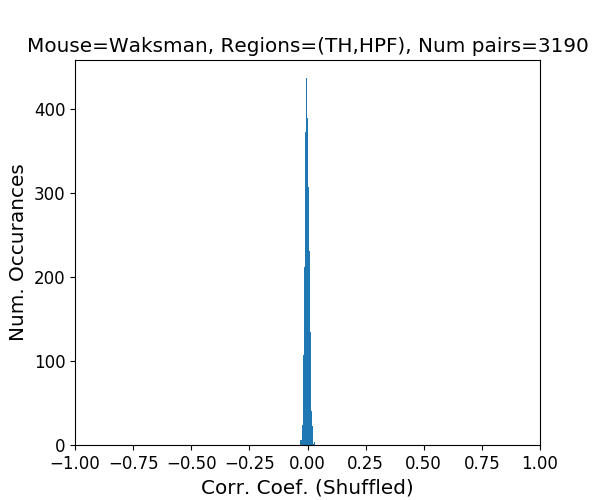 Mouse=Waksman, Regions=(TH,HPF), Num pairs=3190
400
300
200
100
0
Num. Occurances
−1.00 −0.75 −0.50 −0.25 0.00 0.25 0.50 0.75 1.00
Corr. Coef. (Shuffled)